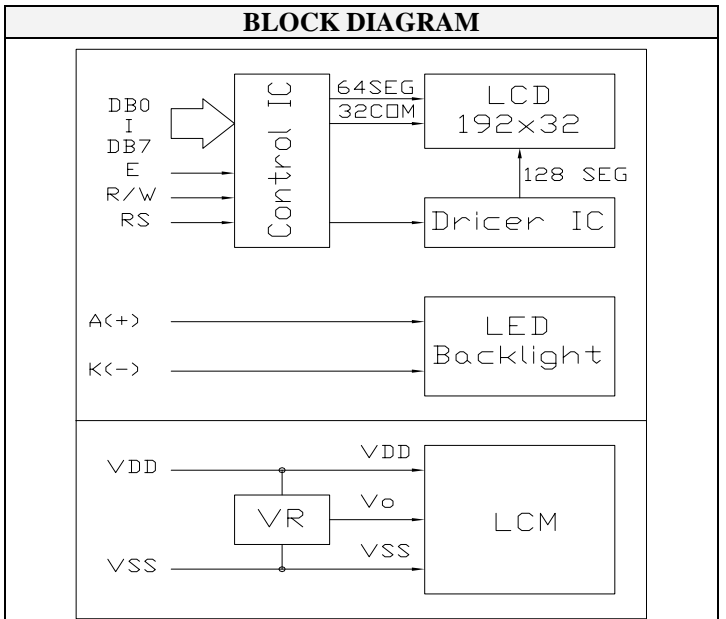 BLOCK DIAGRAM
DB0
I
DB7
E
R/W
RS
Control IC
64SEG
32COM
LCD
192x32
128 SEG
Dricer IC
A(+)
K(-)
LED
Backlight
VDD
VSS
VR
VDD
Vo
VSS
LCM